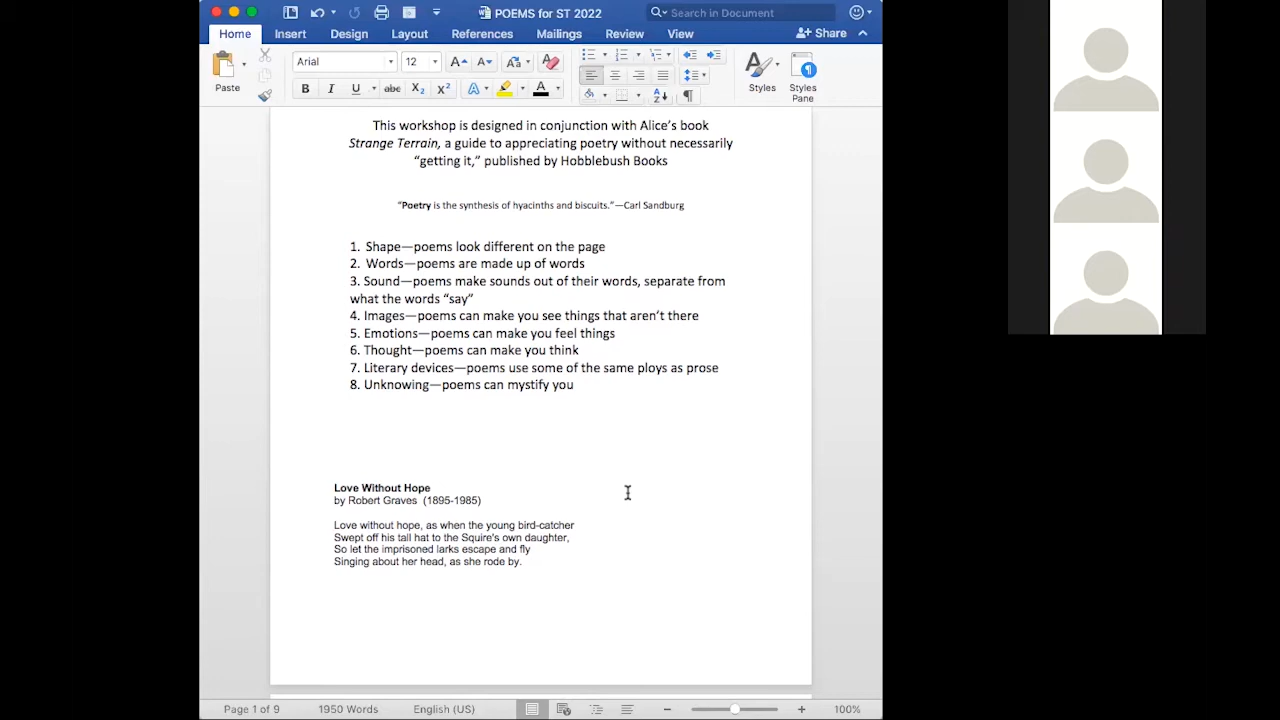 POEMS for ST 2022
Search in Document
Home Insert Design Layout References Mailings Review View Share
Paste
Arial 12
Styles
Styles Pane
This workshop is designed in conjunction with Alice's book
Strange Terrain, a guide to appreciating poetry without necessarily
“getting it,” published by Hobblebush Books
“Poetry is the synthesis of hyacinths and biscuits.”—Carl Sandburg
1. Shape—poems look different on the page
2. Words—poems are made up of words
3. Sound—poems make sounds out of their words, separate from
what the words “say”
4. Images—poems can make you see things that aren't there
5. Emotions—poems can make you feel things
6. Thought—poems can make you think
7. Literary devices—poems use some of the same ploys as prose
8. Unknowing—poems can mystify you
Love Without Hope
by Robert Graves (1895-1985)
Love without hope, as when the young bird-catcher
Swept off his tall hat to the Squire's own daughter,
So let the imprisoned larks escape and fly
Singing about her head, as she rode by.
Page 1 of 9 1950 Words English (US) 100%